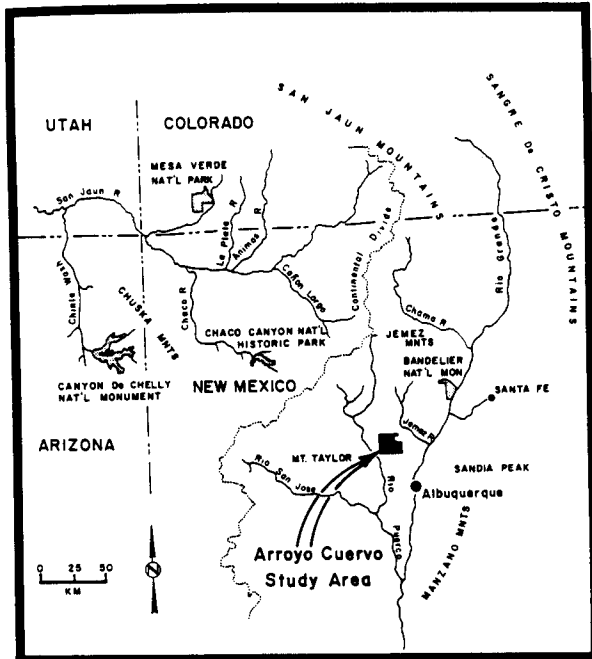 SAN JAUN MOUNTAINS
SANGRE De CRISTO MOUNTAINS
UTAH
COLORADO
MESA VERDE
NAT'L PARK
San Jaun R
La Plata R
Animas R
Continental Divide
Rio Grande
Chinle Wash
CHUSKA MNTS
Chaco R
Cañon Largo
Chama R
CHACO CANYON NAT'L
HISTORIC PARK
JEMEZ
MNTS
BANDELIER
NAT'L MON
CANYON De CHELLY
NAT'L MONUMENT
NEW MEXICO
SANTA FE
Jemez R
ARIZONA
MT. TAYLOR
SANDIA PEAK
Rio San Jose
Rio Puerco
Albuquerque
MANZANO MNTS
Arroyo Cuervo
Study Area
N
0 25 50
KM